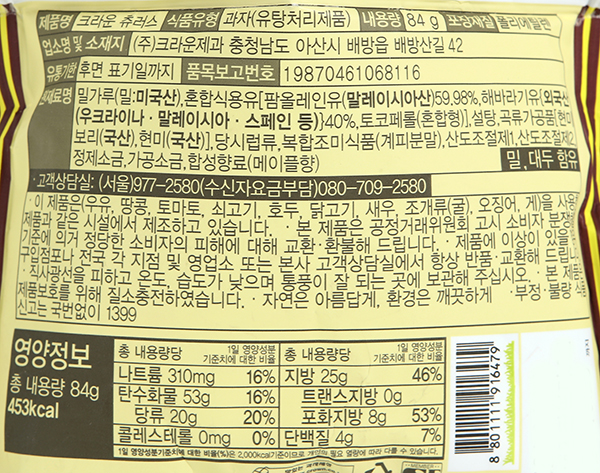 제품명 크라운 츄러스 식품유형 과자(유탕처리제품) 내용량 84 g 포장재질 폴리에틸렌
업소명 및 소재지 (주)크라운제과 충청남도 아산시 배방읍 배방산길 42
유통기한 후면 표기일까지 품목보고번호 19870461068116
원재료명 밀가루(밀:미국산),혼합식용유[팜올레인유(말레이시아산)59.98%,해바라기유{외국산
(우크라이나·말레이시아·스페인 등)}40%,토코페롤(혼합형)],설탕,곡류가공품[현미
보리(국산),현미(국산)],당시럽류,복합조미식품(계피분말),산도조절제1,산도조절제2,
정제소금,가공소금,합성향료(메이플향) 밀,대두 함유
·고객상담실: (서울)977-2580(수신자요금부담)080-709-2580
·이 제품은(우유, 땅콩, 토마토, 쇠고기, 호두, 닭고기, 새우, 조개류(굴), 오징어, 게)을 사용
제품과 같은 시설에서 제조하고 있습니다. ·본 제품은 공정거래위원회 고시 소비자 분쟁
기준에 의거 정당한 소비자의 피해에 대해 교환·환불해 드립니다. ·제품에 이상이 있을
구입점포나 전국 각 지점 및 영업소 또는 본사 고객상담실에서 항상 반품·교환해 드립니
·직사광선을 피하고 온도, 습도가 낮으며 통풍이 잘 되는 곳에 보관해 주십시오. ·본 제품
제품보호를 위해 질소충전하였습니다. ·자연은 아름답게, 환경은 깨끗하게 ·부정·불량 식품
신고는 국번없이 1399
영양정보
총 내용량 84g
453kcal
총 내용량당 1일 영양성분 기준치에 대한 비율 총 내용량당 1일 영양성분 기준치에 대한 비율
나트륨 310mg 16% 지방 25g 46%
탄수화물 53g 16% 트랜스지방 0g
당류 20g 20% 포화지방 8g 53%
콜레스테롤 0mg 0% 단백질 4g 7%
1일 영양성분기준치에 대한 비율(%)은 2,000kcal기준이므로 개인의 필요 열량에 따라 다를 수 있습니다.
8 801111 916479